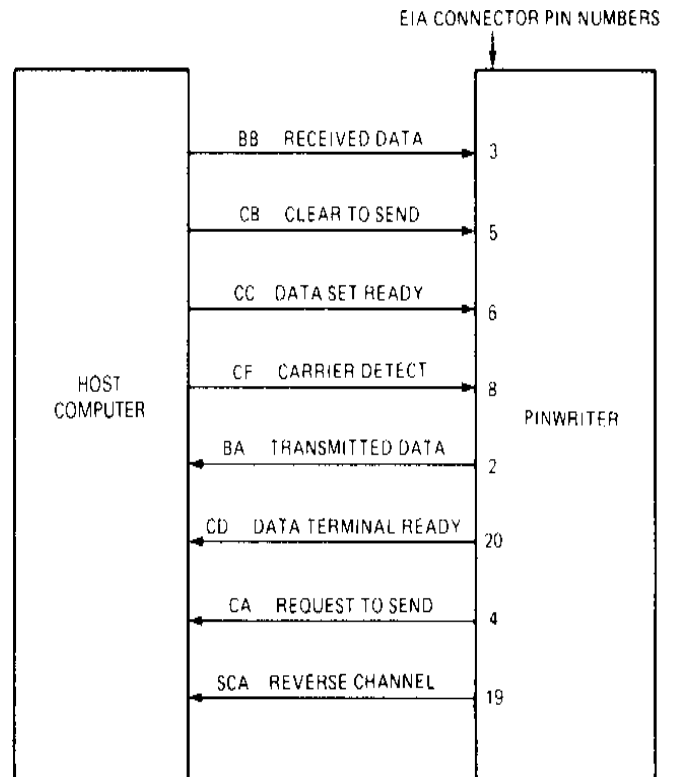 EIA CONNECTOR PIN NUMBERS
BB RECEIVED DATA 3
CB CLEAR TO SEND 5
CC DATA SET READY 6
CF CARRIER DETECT 8
HOST
COMPUTER
PINWRITER
BA TRANSMITTED DATA 2
CD DATA TERMINAL READY 20
CA REQUEST TO SEND 4
SCA REVERSE CHANNEL 19